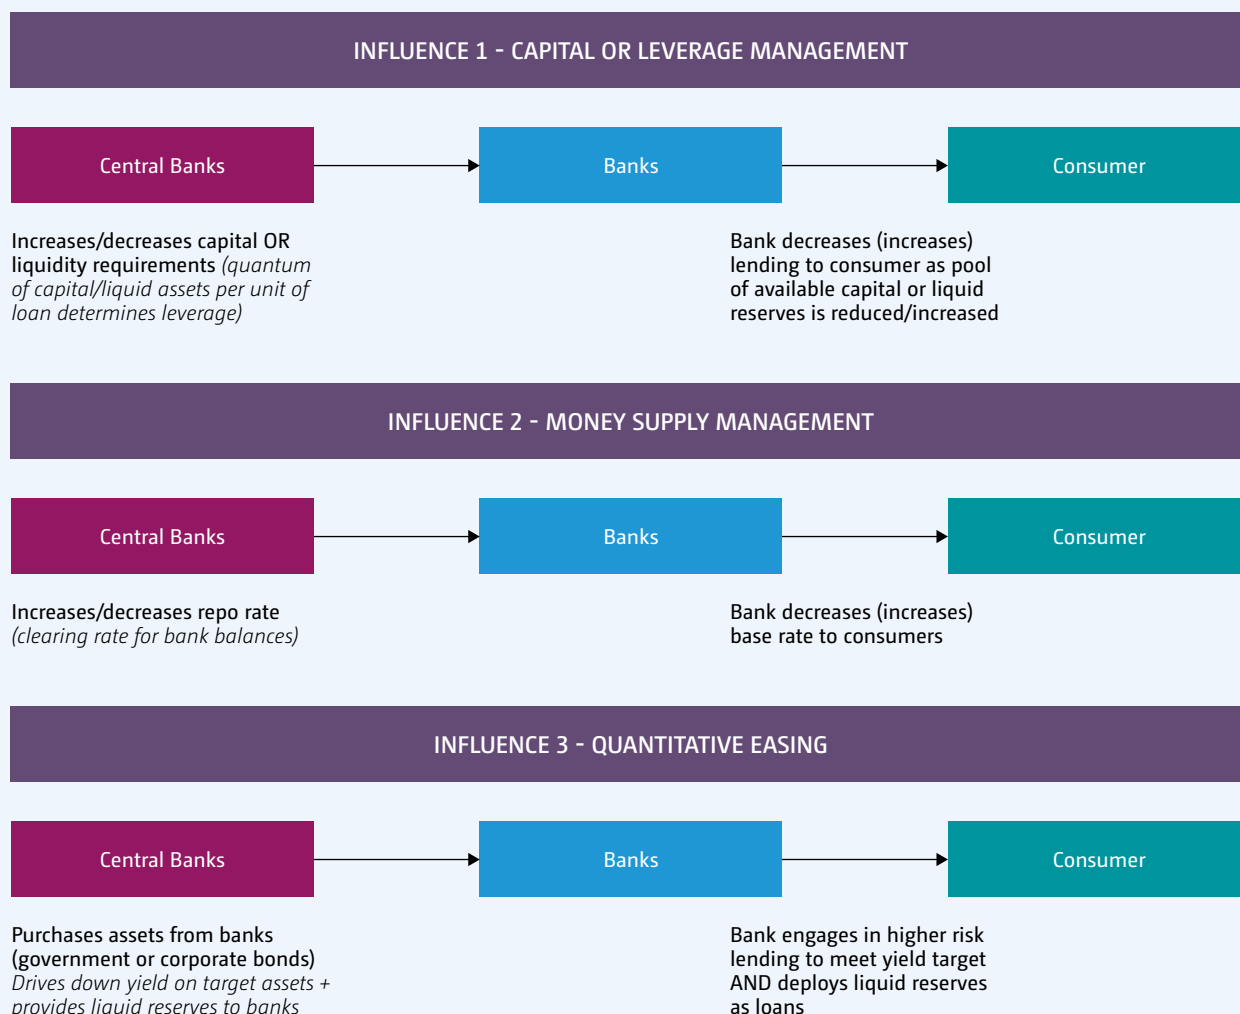 INFLUENCE 1 - CAPITAL OR LEVERAGE MANAGEMENT
Central Banks
Banks
Consumer
Increases/decreases capital OR
liquidity requirements (quantum
of capital/liquid assets per unit of
loan determines leverage)
Bank decreases (increases)
lending to consumer as pool
of available capital or liquid
reserves is reduced/increased
INFLUENCE 2 - MONEY SUPPLY MANAGEMENT
Central Banks
Banks
Consumer
Increases/decreases repo rate
(clearing rate for bank balances)
Bank decreases (increases)
base rate to consumers
INFLUENCE 3 - QUANTITATIVE EASING
Central Banks
Banks
Consumer
Purchases assets from banks
(government or corporate bonds)
Drives down yield on target assets +
provides liquid reserves to banks
Bank engages in higher risk
lending to meet yield target
AND deploys liquid reserves
as loans